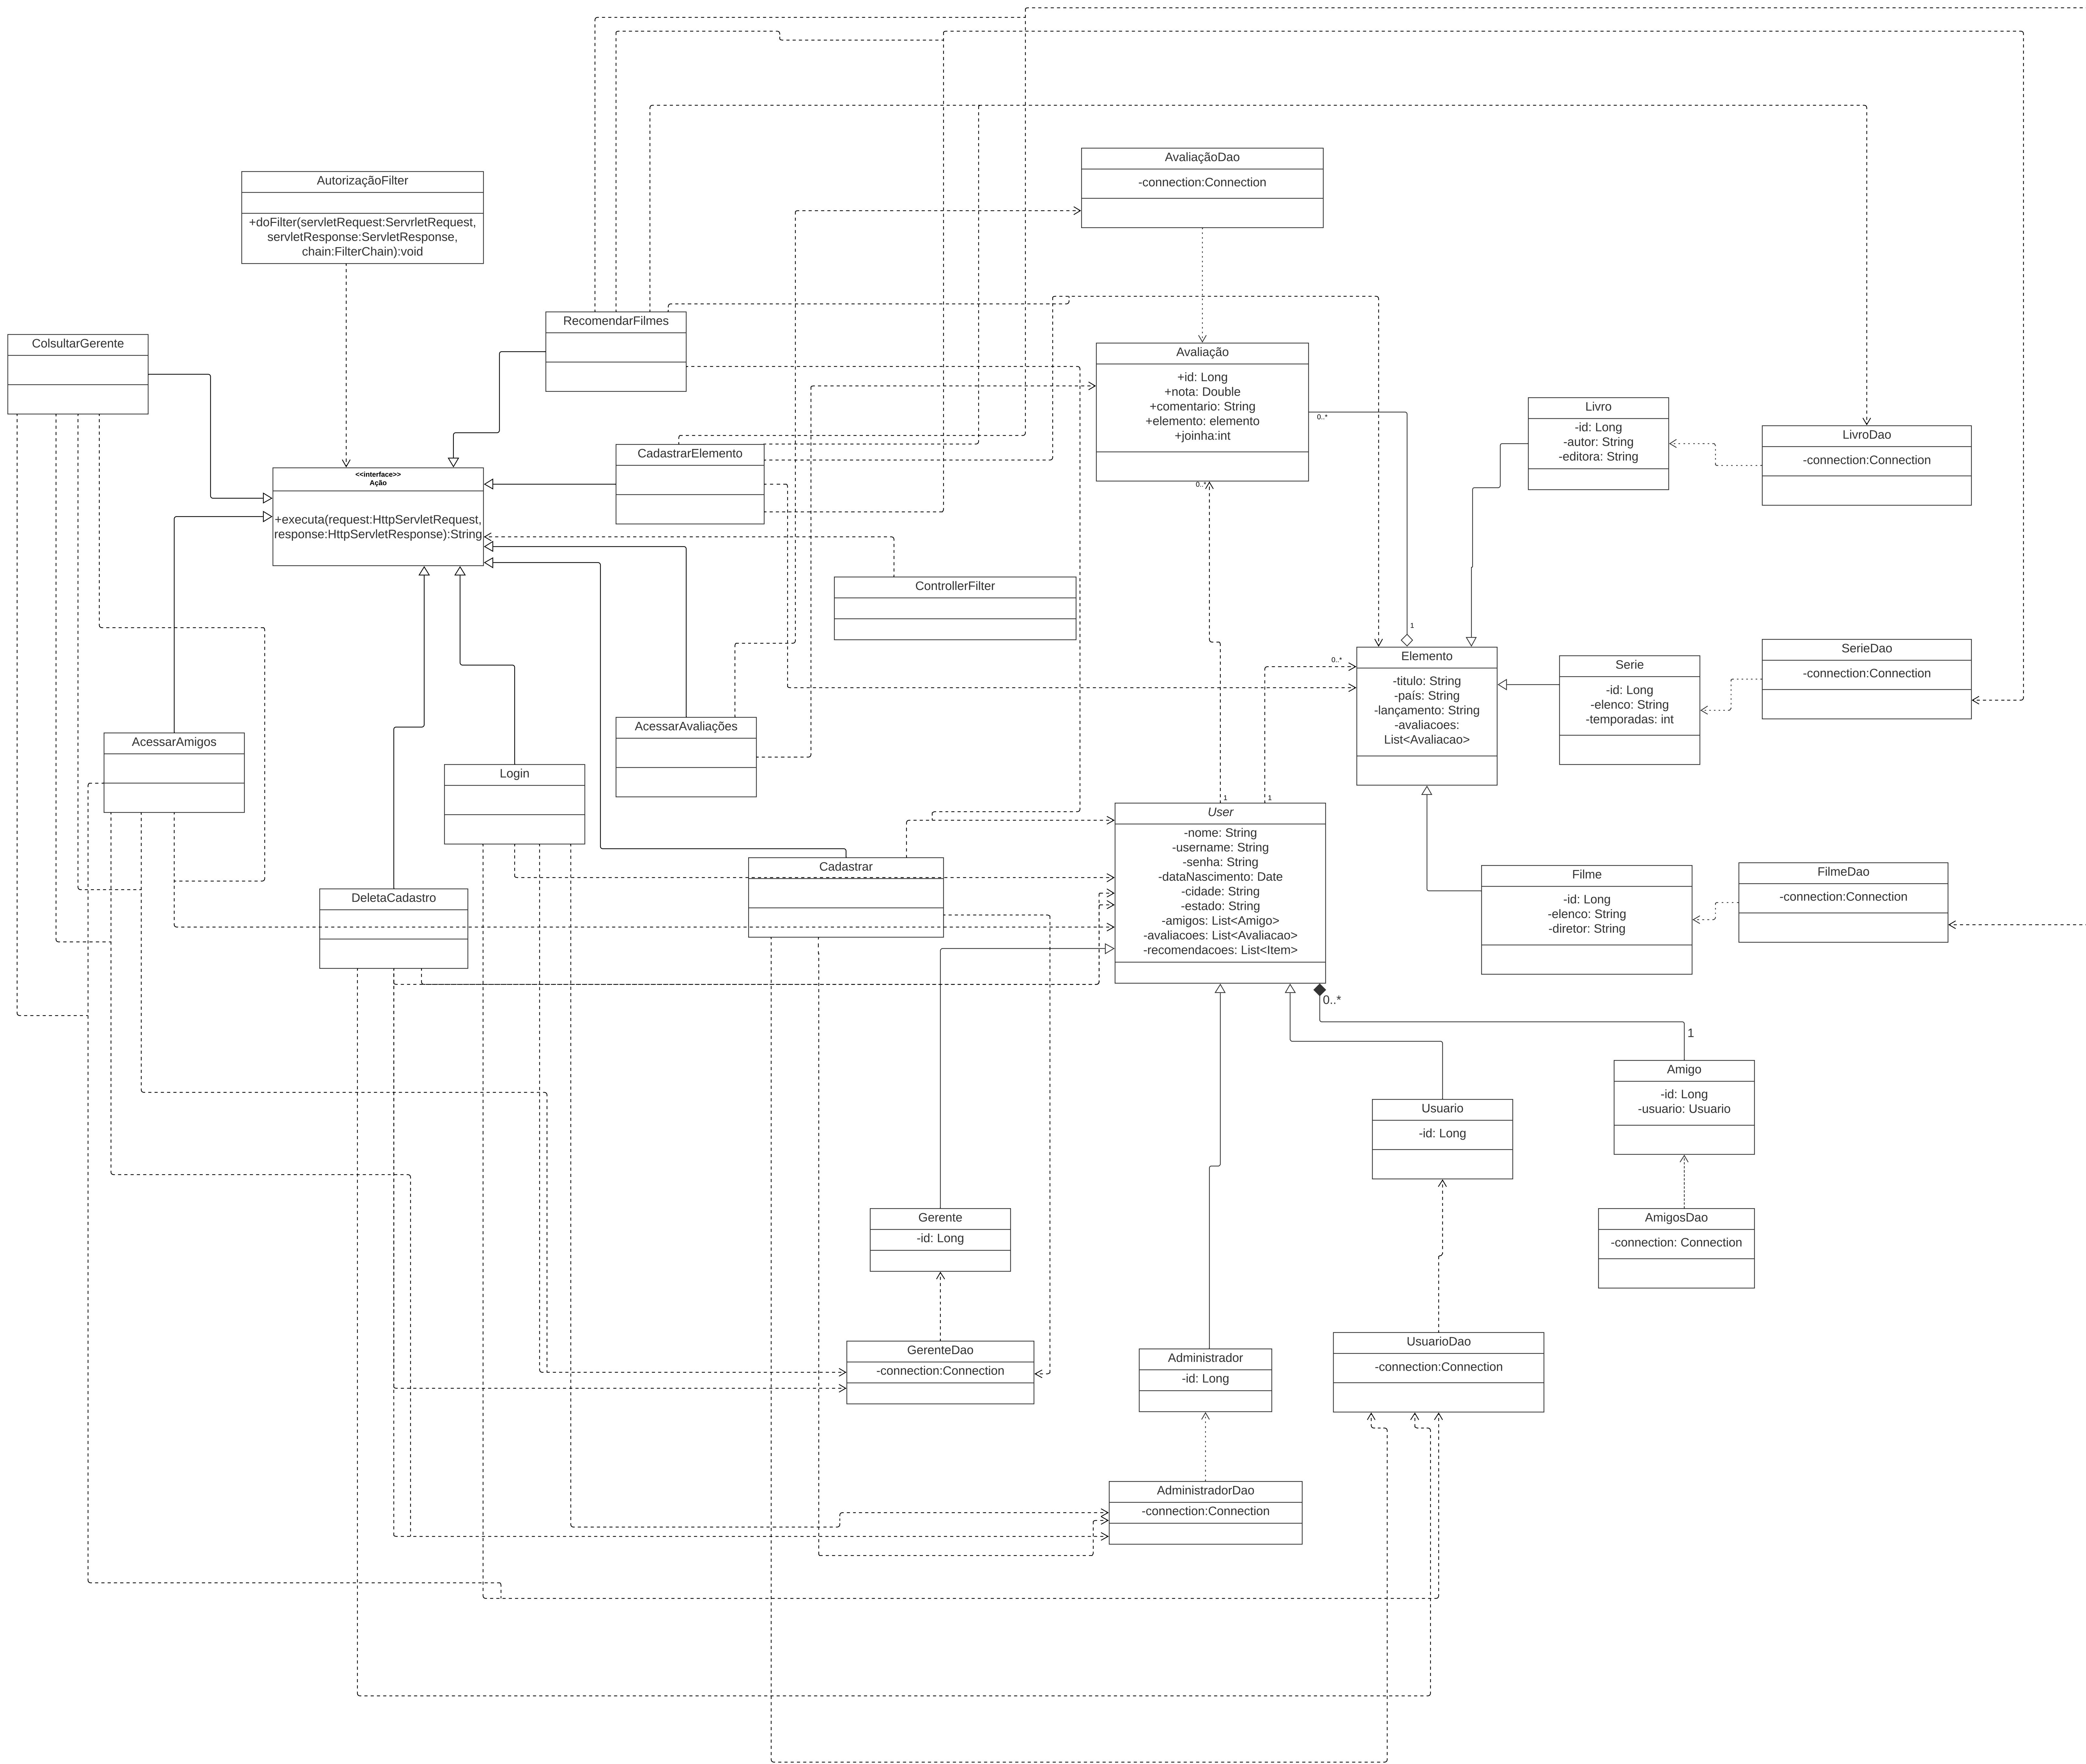 AvaliaçãoDao
-connection:Connection
AutorizaçãoFilter
+doFilter(servletRequest:ServrletRequest,
servletResponse:ServletResponse,
chain:FilterChain):void
RecomendarFilmes
ColsultarGerente
Avaliação
+id: Long
+nota: Double
+comentario: String
+elemento: elemento
+joinha:int
0..*
0..*
Livro
-id: Long
-autor: String
-editora: String
LivroDao
-connection:Connection
CadastrarElemento
<<interface>>
Ação
+executa(request:HttpServletRequest,
response:HttpServletResponse):String
ControllerFilter
1
0..*
Elemento
-titulo: String
-país: String
-lançamento: String
-avaliacoes:
List<Avaliacao>
Serie
-id: Long
-elenco: String
-temporadas: int
SerieDao
-connection:Connection
AcessarAvaliações
AcessarAmigos
Login
1
1
User
-nome: String
-username: String
-senha: String
-dataNascimento: Date
-cidade: String
-estado: String
-amigos: List<Amigo>
-avaliacoes: List<Avaliacao>
-recomendacoes: List<Item>
Cadastrar
DeletaCadastro
Filme
-id: Long
-elenco: String
-diretor: String
FilmeDao
-connection:Connection
0..*
1
Amigo
-id: Long
-usuario: Usuario
Usuario
-id: Long
Gerente
-id: Long
AmigosDao
-connection: Connection
GerenteDao
-connection:Connection
Administrador
-id: Long
UsuarioDao
-connection:Connection
AdministradorDao
-connection:Connection